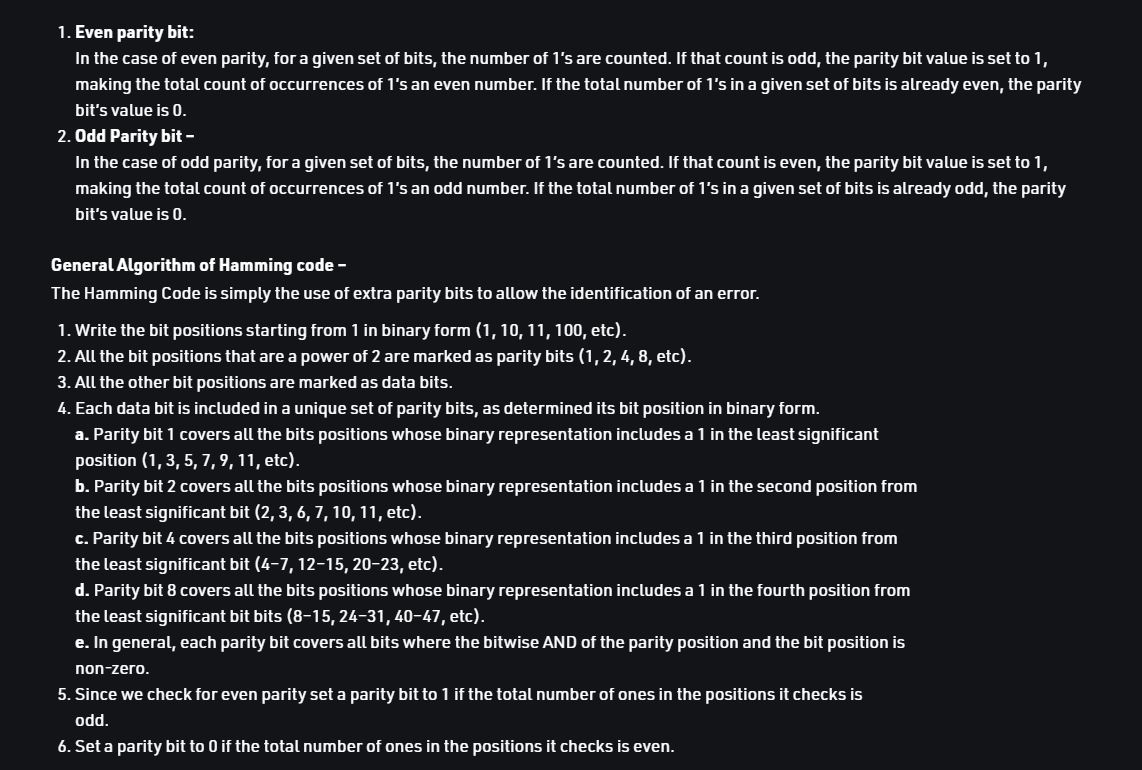 1. Even parity bit:
In the case of even parity, for a given set of bits, the number of 1's are counted. If that count is odd, the parity bit value is set to 1,
making the total count of occurrences of 1's an even number. If the total number of 1's in a given set of bits is already even, the parity
bit's value is 0.
2. Odd Parity bit –
In the case of odd parity, for a given set of bits, the number of 1's are counted. If that count is even, the parity bit value is set to 1,
making the total count of occurrences of 1's an odd number. If the total number of 1's in a given set of bits is already odd, the parity
bit's value is 0.
General Algorithm of Hamming code –
The Hamming Code is simply the use of extra parity bits to allow the identification of an error.
1. Write the bit positions starting from 1 in binary form (1, 10, 11, 100, etc).
2. All the bit positions that are a power of 2 are marked as parity bits (1, 2, 4, 8, etc).
3. All the other bit positions are marked as data bits.
4. Each data bit is included in a unique set of parity bits, as determined its bit position in binary form.
a. Parity bit 1 covers all the bits positions whose binary representation includes a 1 in the least significant
position (1, 3, 5, 7, 9, 11, etc).
b. Parity bit 2 covers all the bits positions whose binary representation includes a 1 in the second position from
the least significant bit (2, 3, 6, 7, 10, 11, etc).
c. Parity bit 4 covers all the bits positions whose binary representation includes a 1 in the third position from
the least significant bit (4–7, 12–15, 20–23, etc).
d. Parity bit 8 covers all the bits positions whose binary representation includes a 1 in the fourth position from
the least significant bit bits (8–15, 24–31, 40–47, etc).
e. In general, each parity bit covers all bits where the bitwise AND of the parity position and the bit position is
non-zero.
5. Since we check for even parity set a parity bit to 1 if the total number of ones in the positions it checks is
odd.
6. Set a parity bit to 0 if the total number of ones in the positions it checks is even.